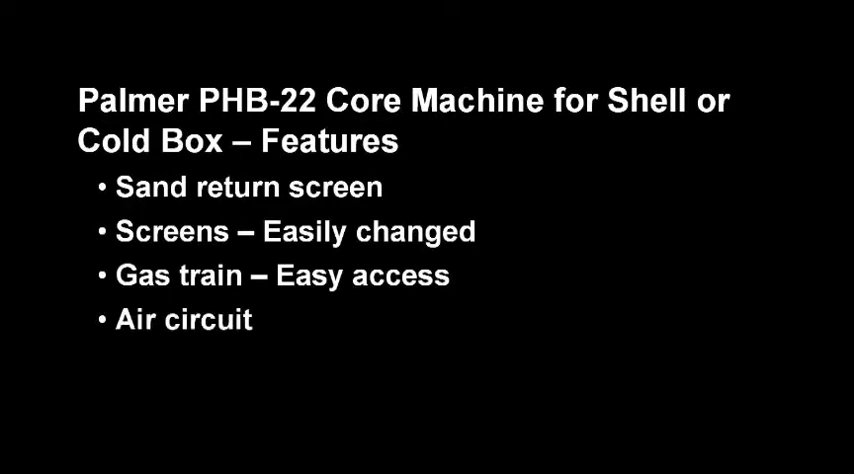 Palmer PHB-22 Core Machine for Shell or
Cold Box – Features
• Sand return screen
• Screens – Easily changed
• Gas train – Easy access
• Air circuit